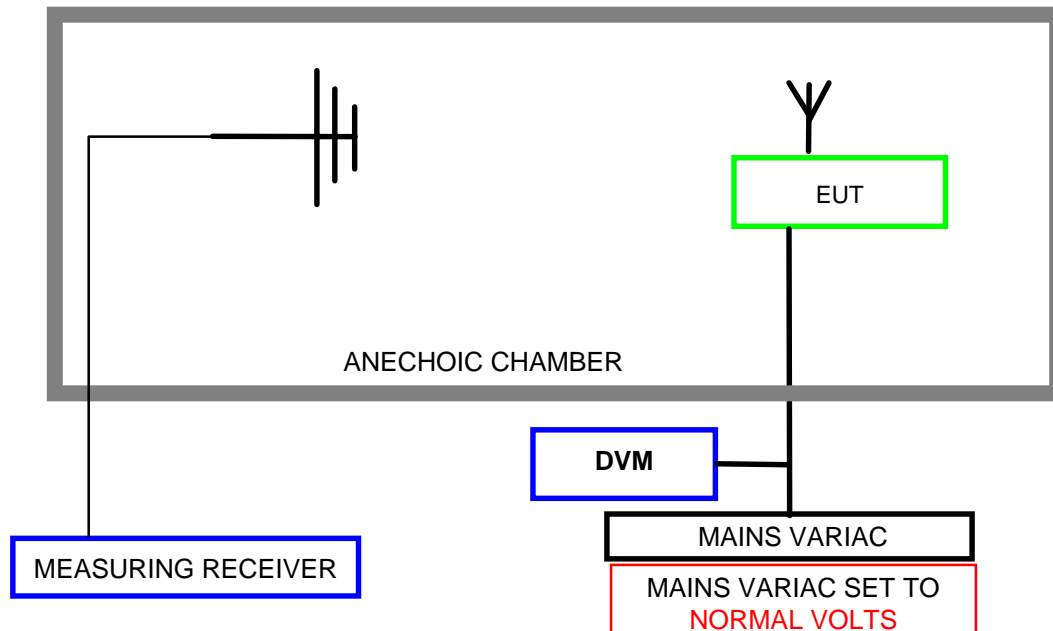 EUT
ANECHOIC CHAMBER
DVM
MAINS VARIAC
MEASURING RECEIVER
MAINS VARIAC SET TO
NORMAL VOLTS